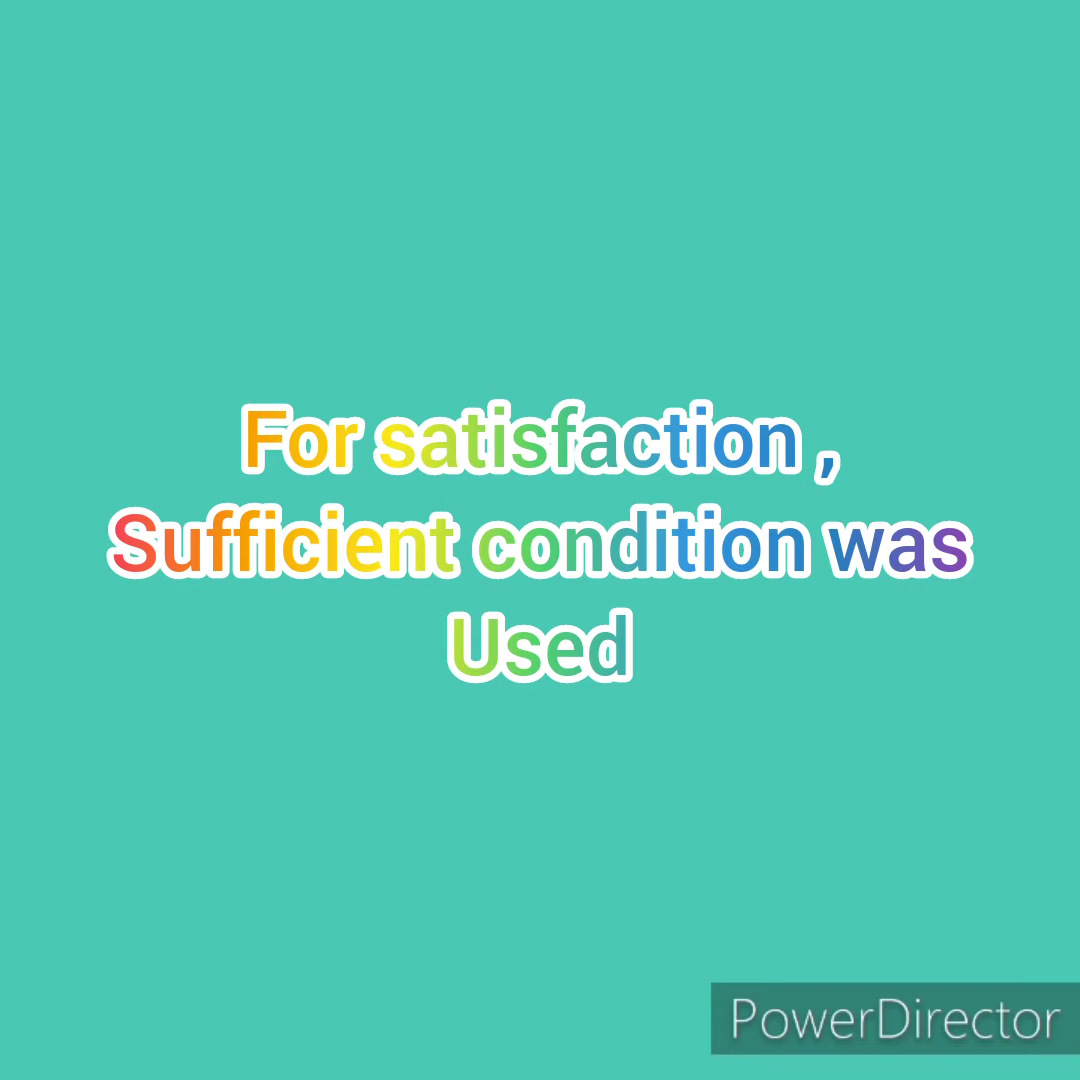 For satisfaction ,
Sufficient condition was
Used
PowerDirector